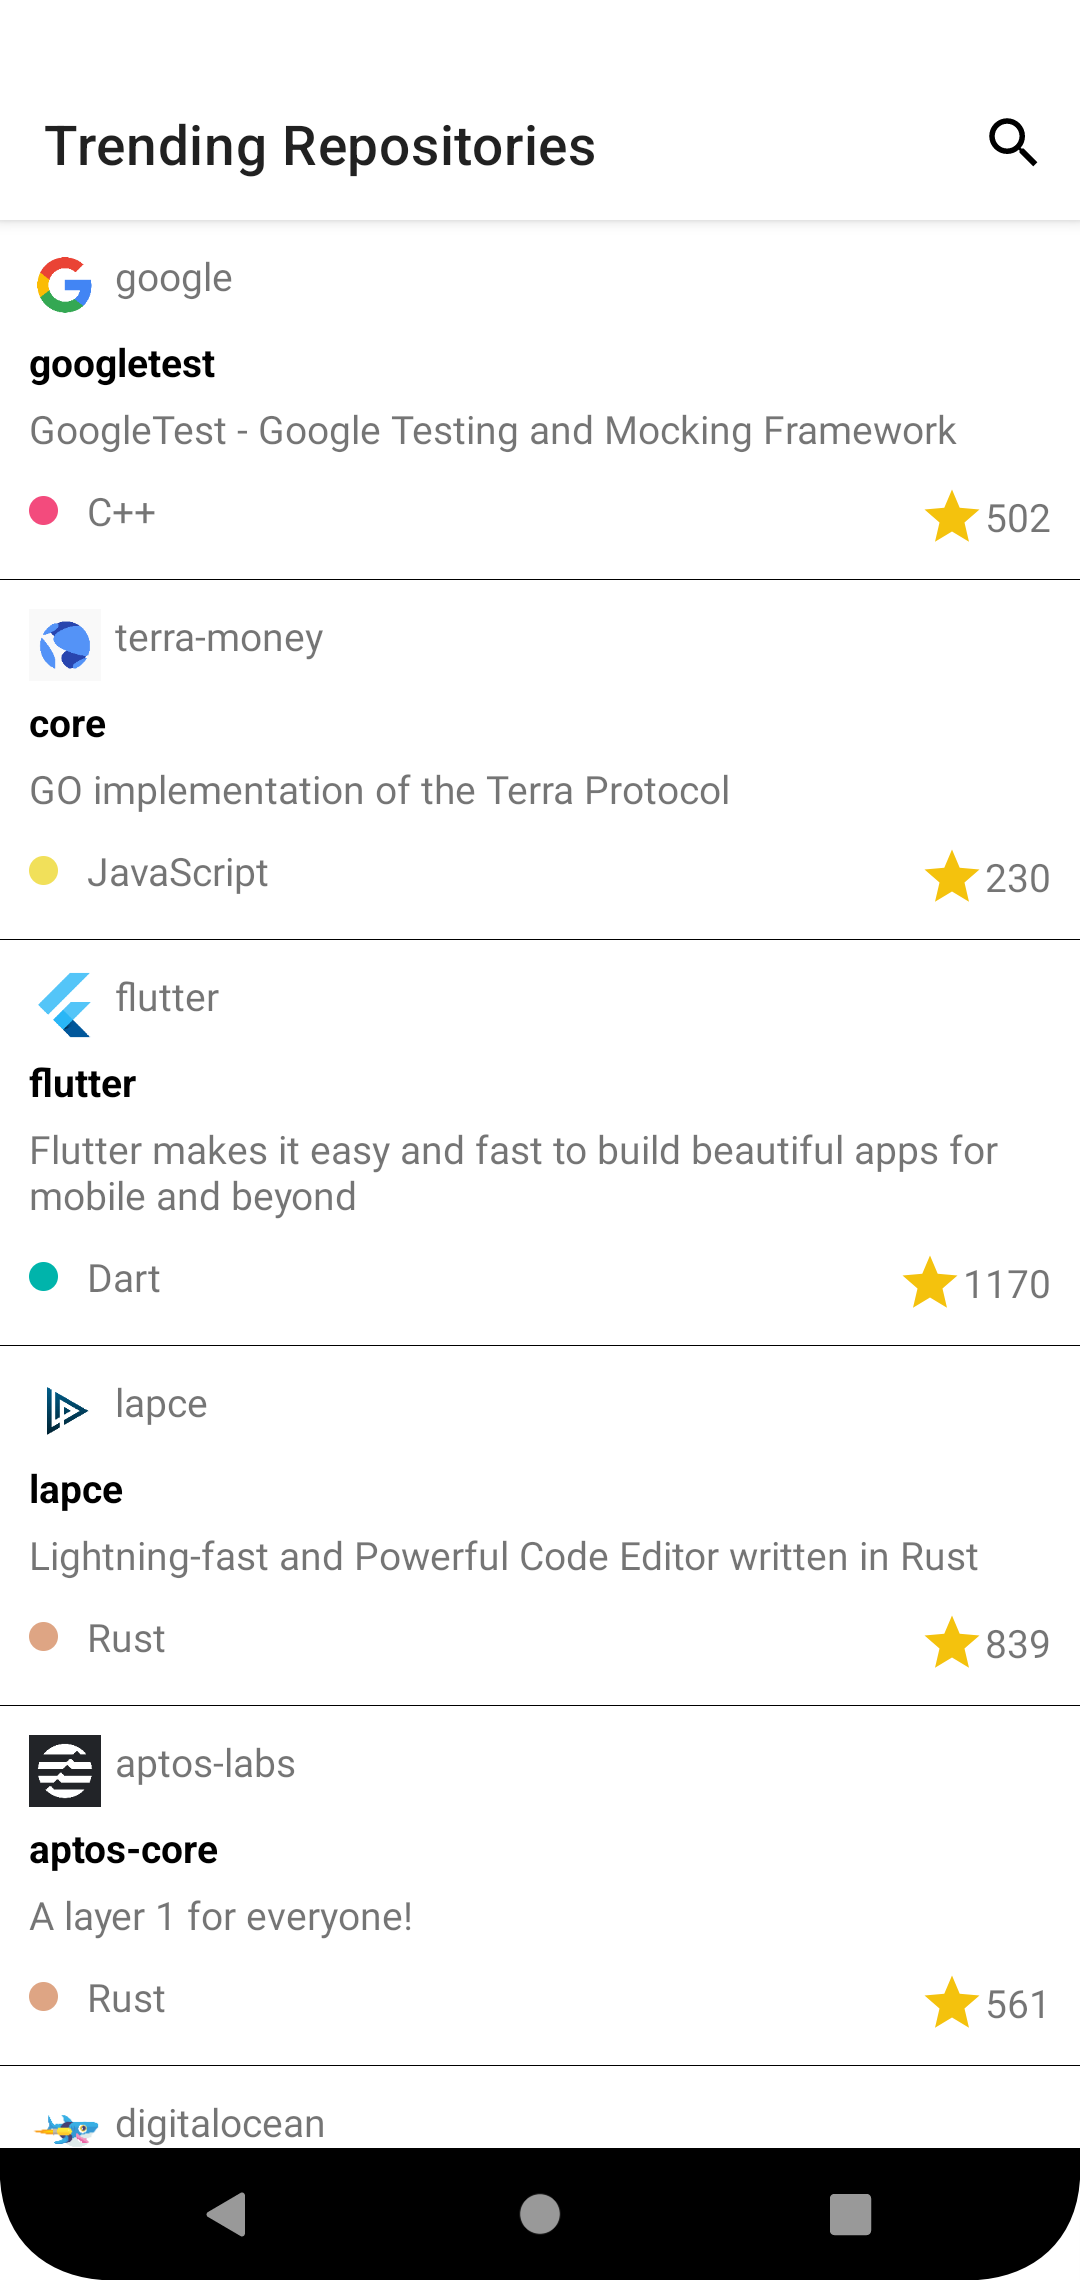 Trending Repositories
google
googletest
GoogleTest - Google Testing and Mocking Framework
C++
502
terra-money
core
GO implementation of the Terra Protocol
JavaScript
230
flutter
flutter
Flutter makes it easy and fast to build beautiful apps for
mobile and beyond
Dart
1170
lapce
lapce
Lightning-fast and Powerful Code Editor written in Rust
Rust
839
aptos-labs
aptos-core
A layer 1 for everyone!
Rust
561
digitalocean